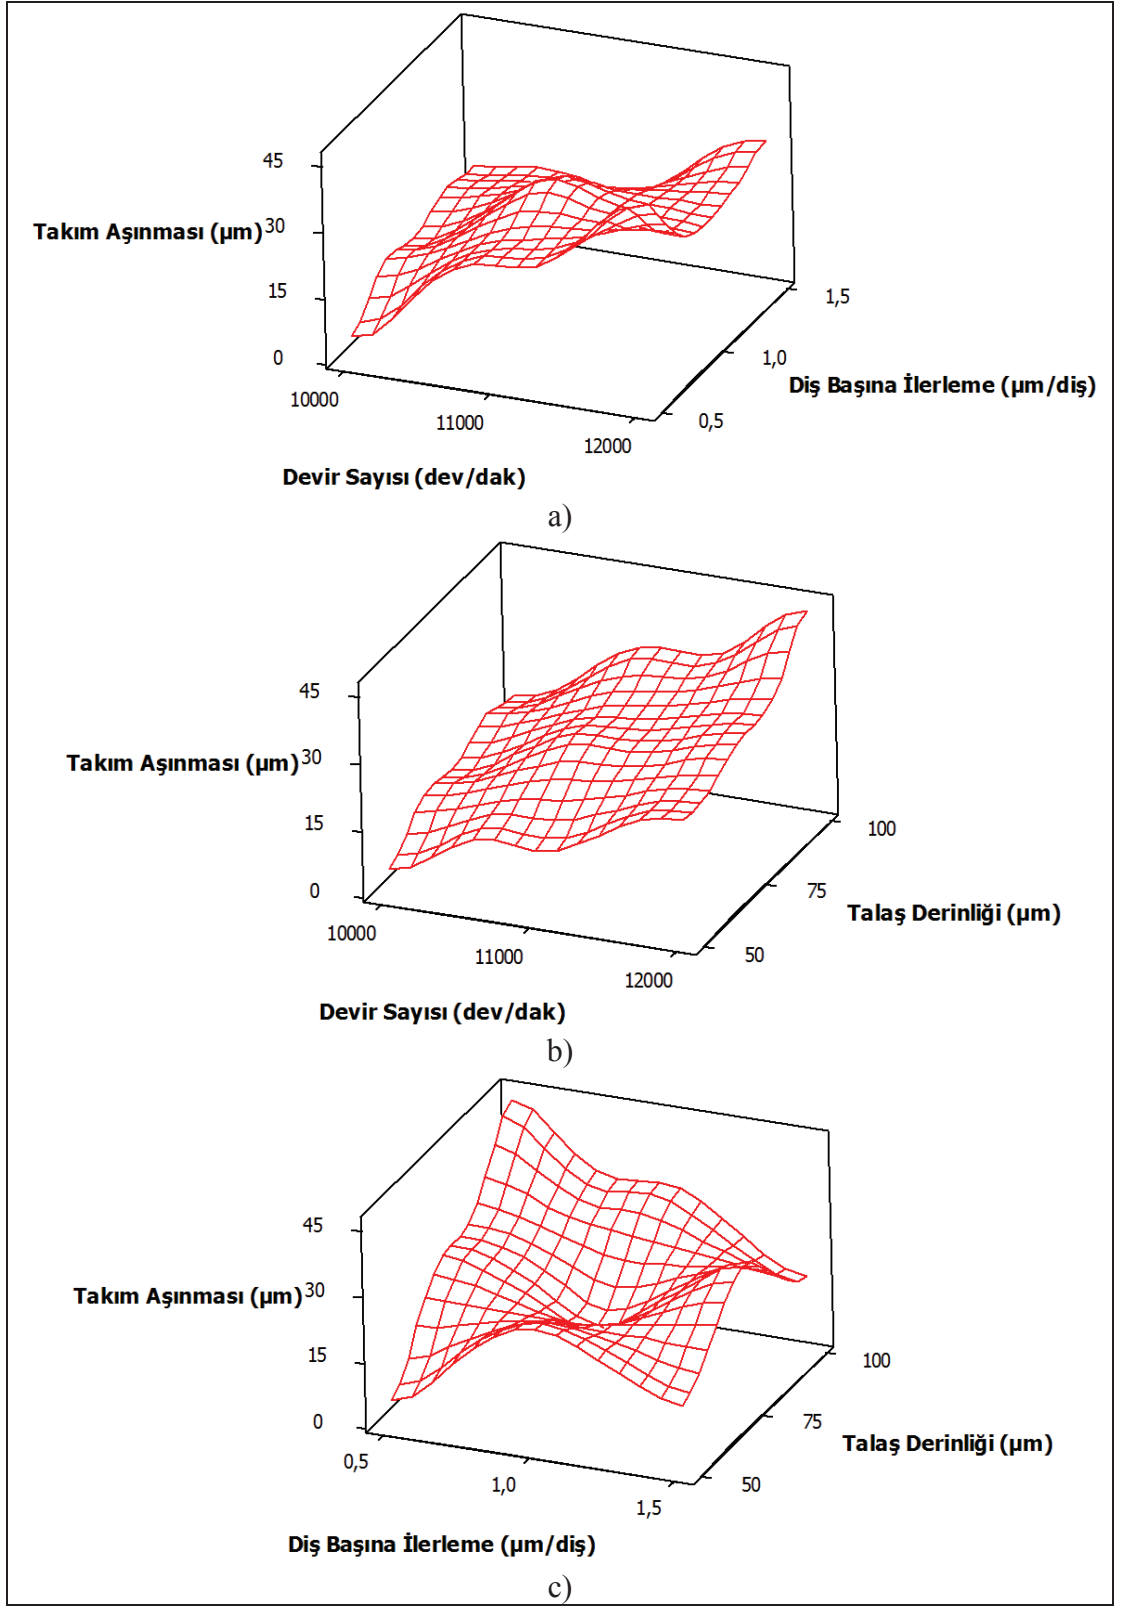 45
Takım Aşınması (µm) 30
15
0
10000
11000
12000
1,5
1,0
0,5
Diş Başına İlerleme (µm/diş)
Devir Sayısı (dev/dak)
a)
45
Takım Aşınması (µm) 30
15
0
10000
11000
12000
100
75
50
Talaş Derinliği (µm)
Devir Sayısı (dev/dak)
b)
45
Takım Aşınması (µm) 30
15
0
0,5
1,0
1,5
100
75
50
Talaş Derinliği (µm)
Diş Başına İlerleme (µm/diş)
c)